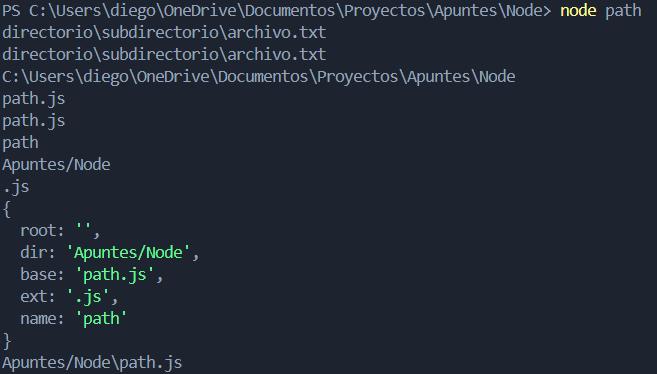 PS C:\Users\diego\OneDrive\Documentos\Proyectos\Apuntes\Node> node path
directorio\subdirectorio\archivo.txt
directorio\subdirectorio\archivo.txt
C:\Users\diego\OneDrive\Documentos\Proyectos\Apuntes\Node
path.js
path.js
path
Apuntes/Node
.js
{
  root: '',
  dir: 'Apuntes/Node',
  base: 'path.js',
  ext: '.js',
  name: 'path'
}
Apuntes/Node\path.js